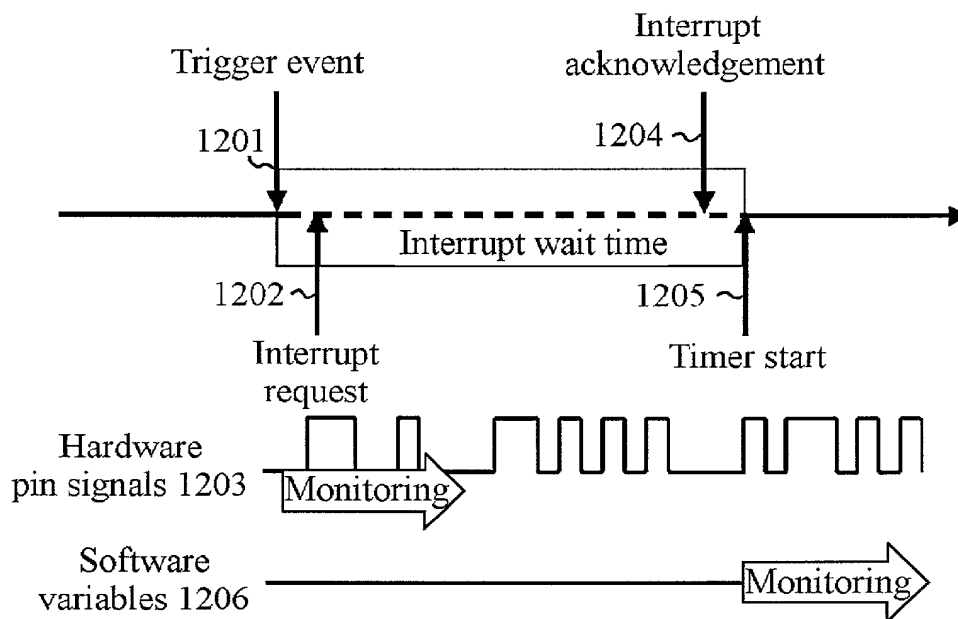 Interrupt
acknowledgement
Trigger event
1201
1204
Interrupt wait time
1202
1205
Interrupt
request
Timer start
Hardware
pin signals 1203
Monitoring
Software
variables 1206
Monitoring